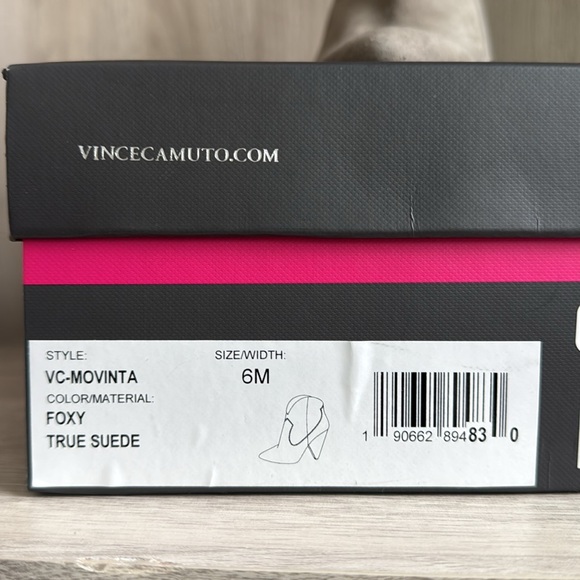 VINCECAMUTO.COM
STYLE:
VC-MOVINTA
COLOR/MATERIAL:
FOXY
TRUE SUEDE
SIZE/WIDTH:
6M
1 90662 89483 0